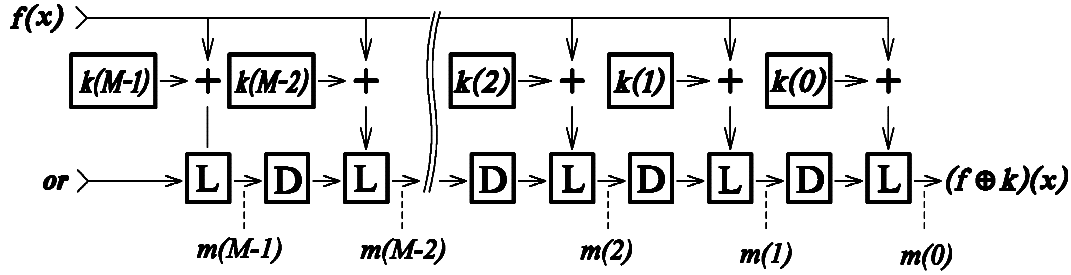 f(x)
k(M-1) + k(M-2) + k(2) + k(1) + k(0) +
or L D L D L D L D L (f ⊕ k)(x)
m(M-1) m(M-2) m(2) m(1) m(0)